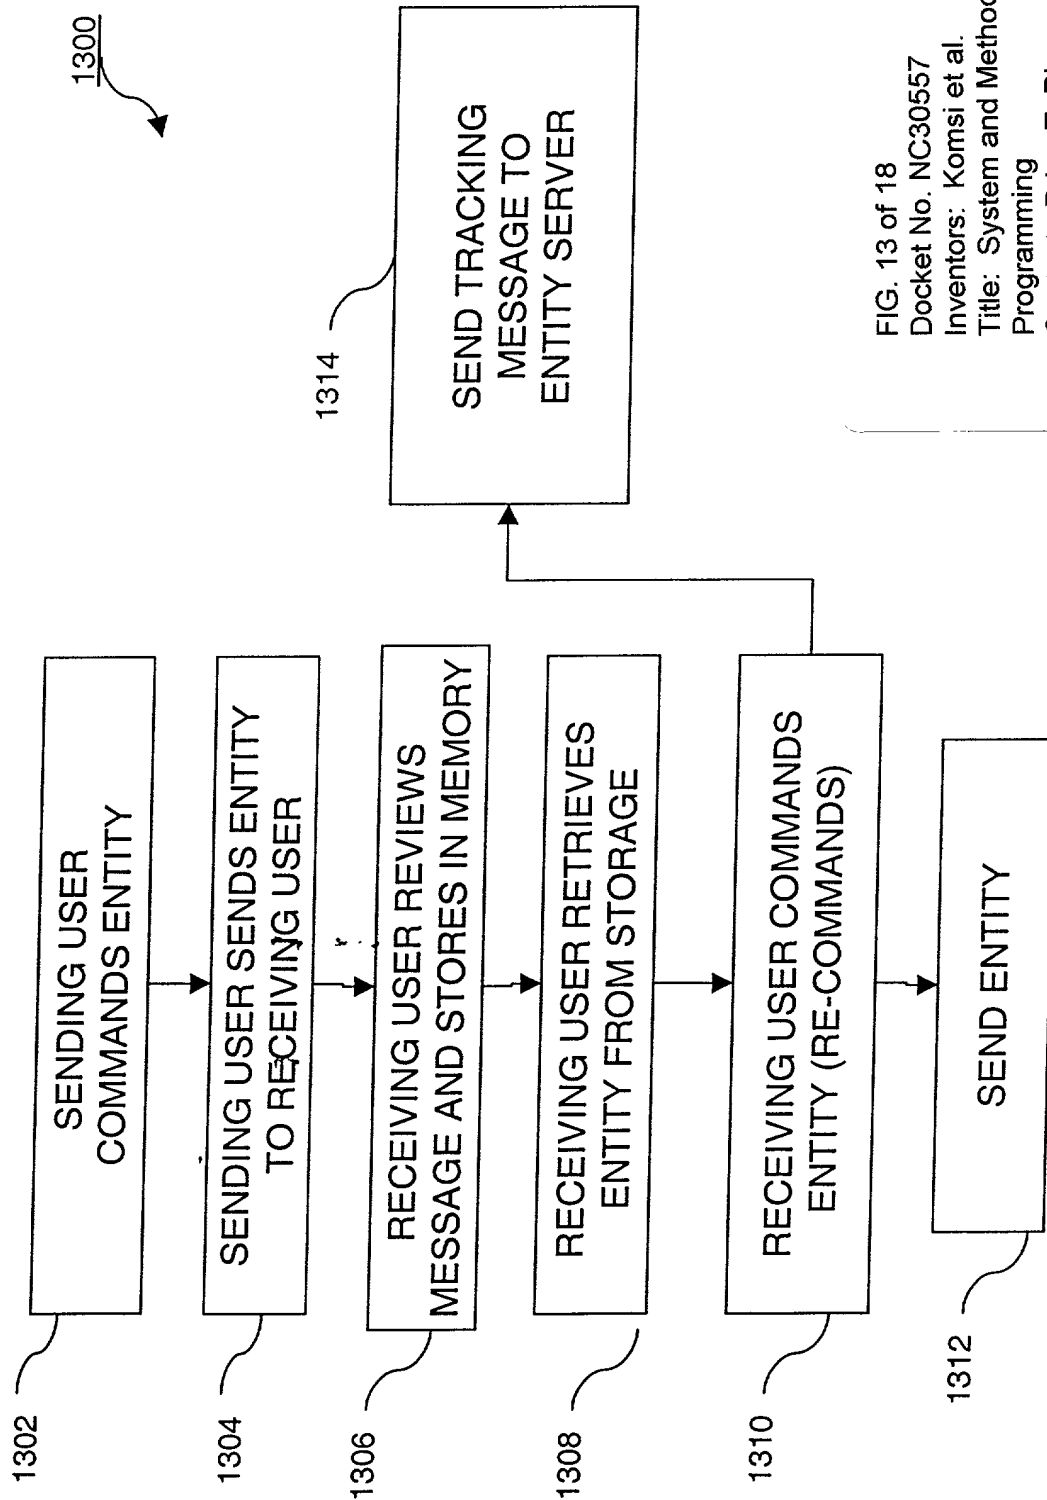 1300
1302
SENDING USER
COMMANDS ENTITY
1304
SENDING USER SENDS ENTITY
TO RECEIVING USER
1306
RECEIVING USER REVIEWS
MESSAGE AND STORES IN MEMORY
1308
RECEIVING USER RETRIEVES
ENTITY FROM STORAGE
1310
RECEIVING USER COMMANDS
ENTITY (RE-COMMANDS)
1312
SEND ENTITY
1314
SEND TRACKING
MESSAGE TO
ENTITY SERVER
FIG. 13 of 18
Docket No. NC30557
Inventors: Komsi et al.
Title: System and
Programming